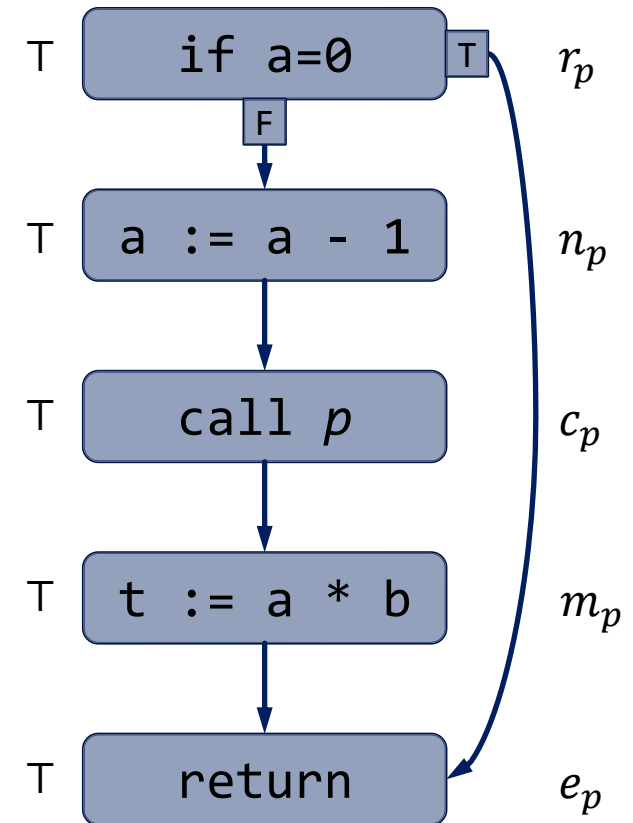 ⊤ if a=0 T r_p
F
⊤ a := a - 1 n_p
⊤ call p c_p
⊤ t := a * b m_p
⊤ return e_p